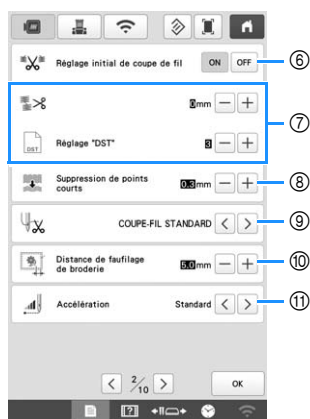 Réglage initial de coupe de fil ON OFF ⑥
0mm − +
⑦
DST Réglage "DST" 3 − +
Suppression de points
courts 0.3mm − + ⑧
COUPE-FIL STANDARD < > ⑨
Distance de faufilage
de broderie 5.0mm − + ⑩
Accélération Standard < > ⑪
< 2/10 > OK